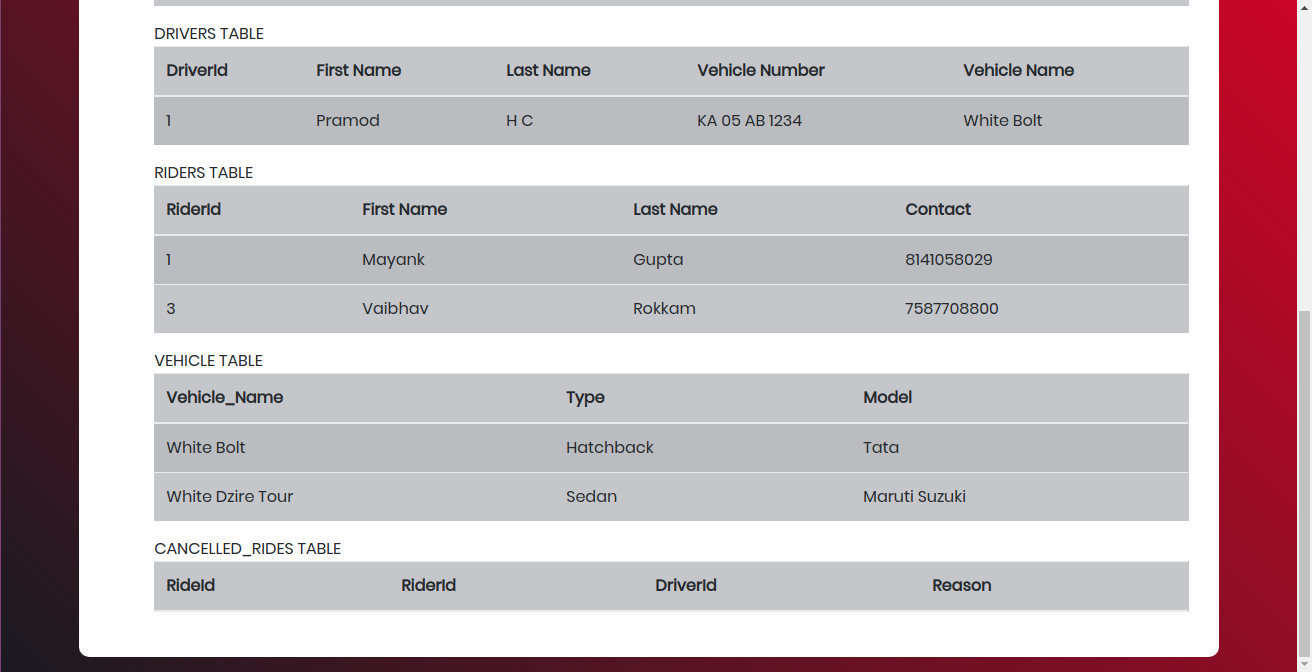 DRIVERS TABLE
DriverId First Name Last Name Vehicle Number Vehicle Name
1 Pramod H C KA 05 AB 1234 White Bolt
RIDERS TABLE
RiderId First Name Last Name Contact
1 Mayank Gupta 8141058029
3 Vaibhav Rokkam 7587708800
VEHICLE TABLE
Vehicle_Name Type Model
White Bolt Hatchback Tata
White Dzire Tour Sedan Maruti Suzuki
CANCELLED_RIDES TABLE
RideId RiderId DriverId Reason